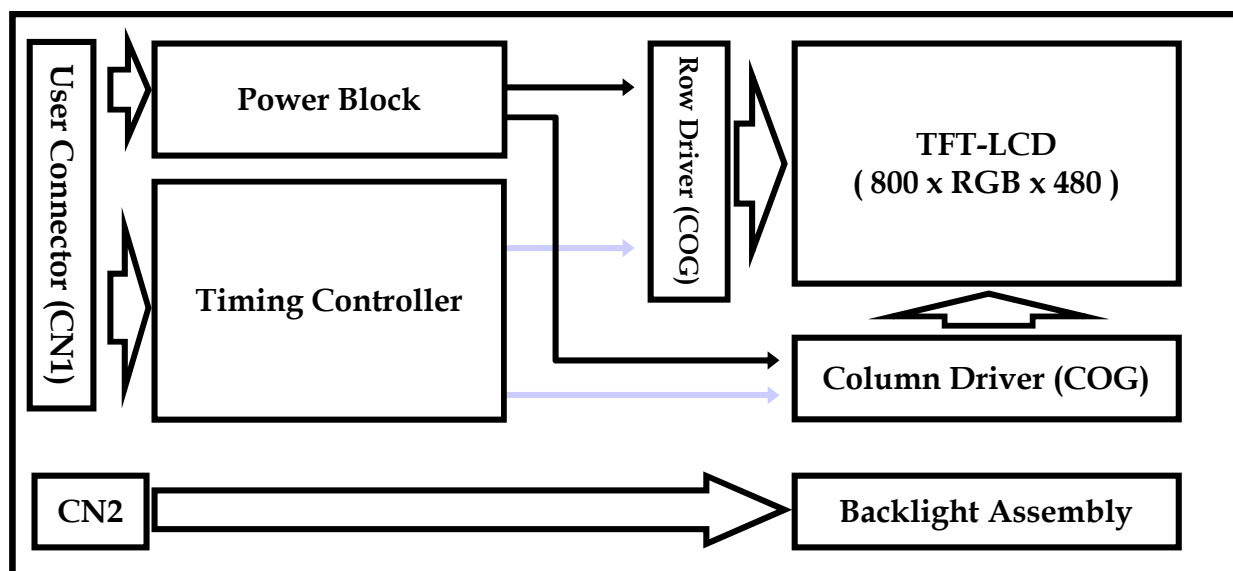 User Connector (CN1)
Power Block
Row Driver (COG)
TFT-LCD
( 800 x RGB x 480 )
Timing Controller
Column Driver (COG)
CN2
Backlight Assembly